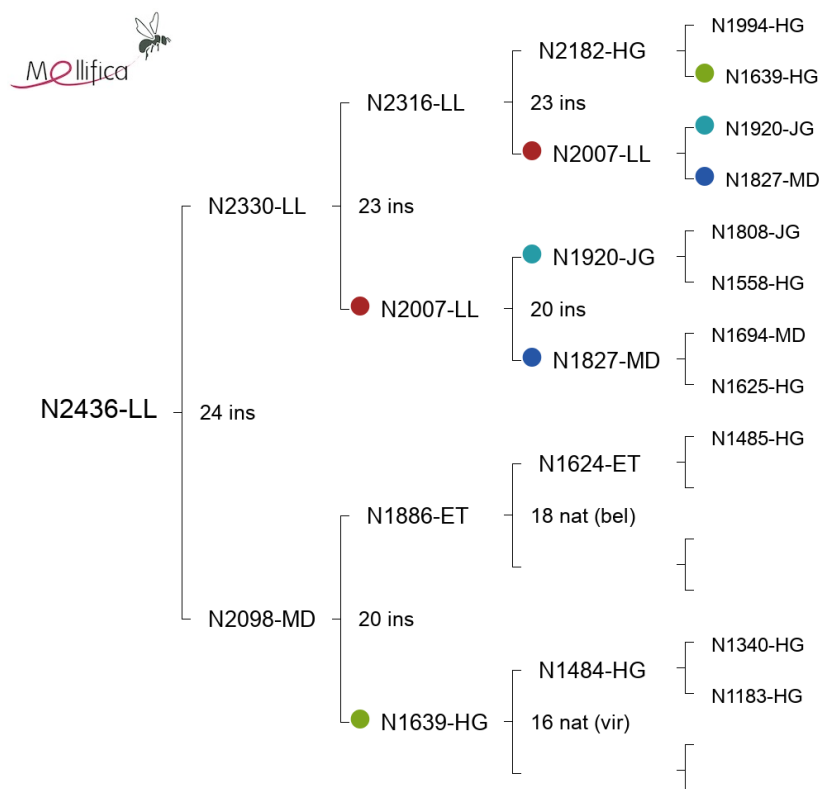 Mellifica
N1994-HG
N2182-HG
N1639-HG
N2316-LL
23 ins
N1920-JG
N2007-LL
N1827-MD
N2330-LL
23 ins
N1808-JG
N1920-JG
N1558-HG
N2007-LL
20 ins
N1694-MD
N1827-MD
N1625-HG
N2436-LL
24 ins
N1485-HG
N1624-ET
N1886-ET
18 nat (bel)
N2098-MD
20 ins
N1340-HG
N1484-HG
N1183-HG
N1639-HG
16 nat (vir)